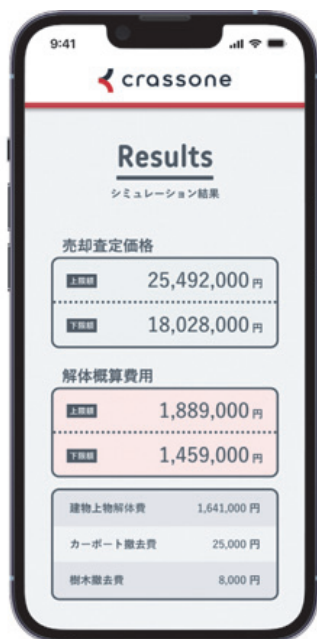 9:41
crassone
Results
シミュレーション結果
売却査定価格
上限額 25,492,000円
下限額 18,028,000円
解体概算費用
上限額 1,889,000円
下限額 1,459,000円
建物上物解体費 1,641,000 円
カーポート撤去費 25,000 円
樹木撤去費 8,000 円